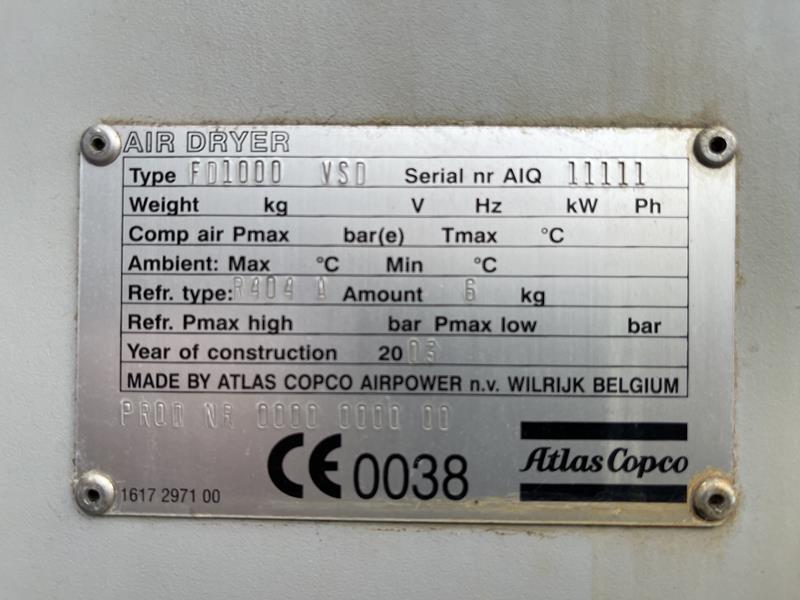 AIR DRYER
Type FD1000 VSD Serial nr AIQ 11111
Weight kg V Hz kW Ph
Comp air Pmax bar(e) Tmax °C
Ambient: Max °C Min °C
Refr. type: R404 A Amount 6 kg
Refr. Pmax high bar Pmax low bar
Year of construction 2003
MADE BY ATLAS COPCO AIRPOWER n.v. WILRIJK BELGIUM
PROD NR 0000 0000 00
CE 0038
Atlas Copco
1617 2971 00